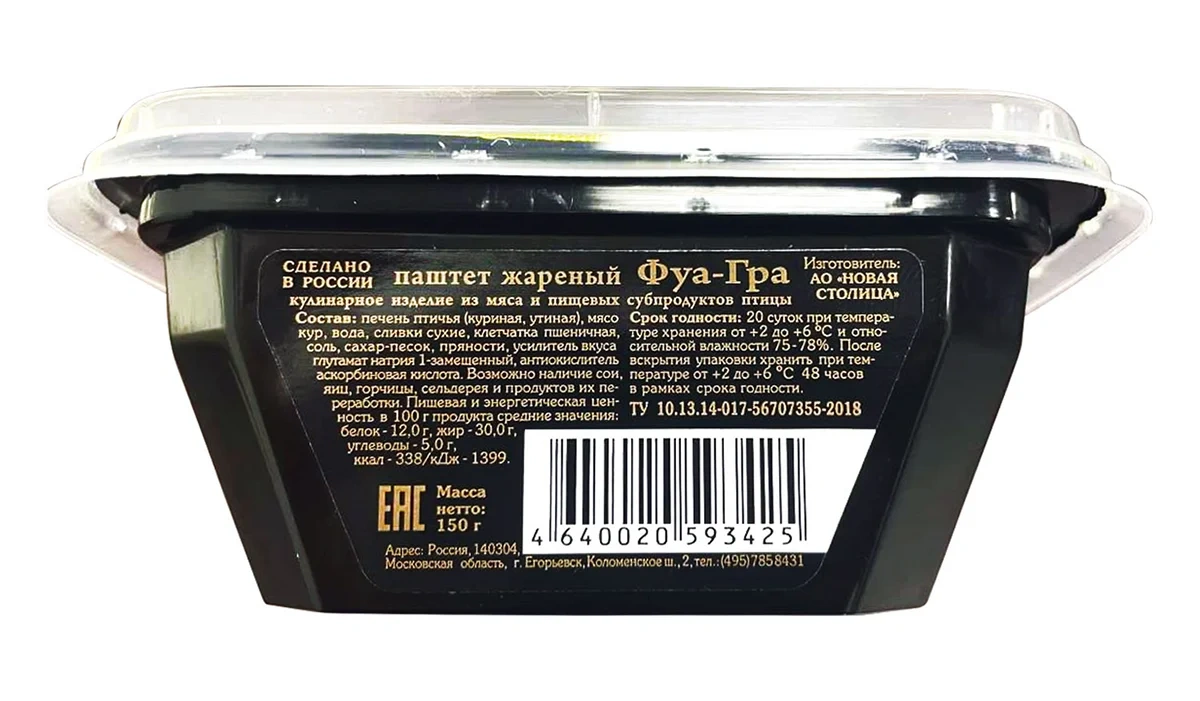 СДЕЛАНО
В РОССИИ
паштет жареный Фуа-Гра
Изготовитель:
АО «НОВАЯ
СТОЛИЦА»
кулинарное изделие из мяса и пищевых субпродуктов птицы
Состав: печень птичья (куриная, утиная), мясо
кур, вода, сливки сухие, клетчатка пшеничная,
соль, сахар-песок, пряности, усилитель вкуса
глутамат натрия 1-замещенный, антиокислитель
аскорбиновая кислота. Возможно наличие сои,
яиц, горчицы, сельдерея и продуктов их пе-
реработки. Пищевая и энергетическая цен-
ность в 100 г продукта средние значения:
белок - 12,0 г, жир - 30,0 г,
углеводы - 5,0 г,
ккал - 338/кДж - 1399.
Срок годности: 20 суток при темпера-
туре хранения от +2 до +6 °С и отно-
сительной влажности 75-78%. После
вскрытия упаковки хранить при тем-
пературе от +2 до +6 °С 48 часов
в рамках срока годности.
ТУ 10.13.14-017-56707355-2018
EAC
Масса
нетто:
150 г
4 640020 593425
Адрес: Россия, 140304,
Московская область, г. Егорьевск, Коломенское ш., 2, тел.: (495)7858431